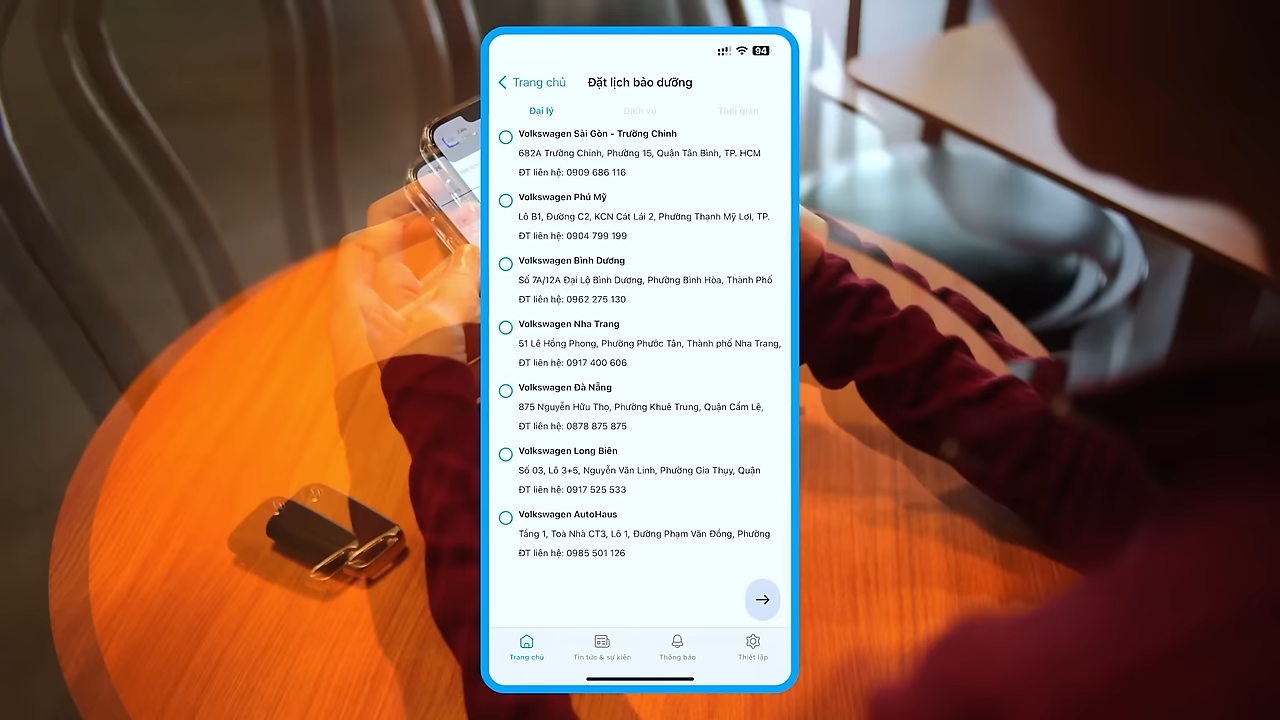 94
Trang chủ
Đặt lịch bảo dưỡng
Đại lý
Dịch vụ
Thời gian
Volkswagen Sài Gòn - Trường Chinh
682A Trường Chinh, Phường 15, Quận Tân Bình, TP. HCM
ĐT liên hệ: 0909 686 116
Volkswagen Phú Mỹ
Lô B1, Đường C2, KCN Cát Lái 2, Phường Thạnh Mỹ Lợi, TP.
ĐT liên hệ: 0904 799 199
Volkswagen Bình Dương
Số 7A/12A Đại Lộ Bình Dương, Phường Bình Hòa, Thành Phố
ĐT liên hệ: 0962 275 130
Volkswagen Nha Trang
51 Lê Hồng Phong, Phường Phước Tân, Thành phố Nha Trang,
ĐT liên hệ: 0917 400 606
Volkswagen Đà Nẵng
875 Nguyễn Hữu Thọ, Phường Khuê Trung, Quận Cẩm Lệ,
ĐT liên hệ: 0878 875 875
Volkswagen Long Biên
Số 03, Lô 3+5, Nguyễn Văn Linh, Phường Gia Thụy, Quận
ĐT liên hệ: 0917 525 533
Volkswagen AutoHaus
Tầng 1, Toà Nhà CT3, Lô 1, Đường Phạm Văn Đồng, Phường
ĐT liên hệ: 0985 501 126
Trang chủ
Tin tức & sự kiện
Thông báo
Thiết lập